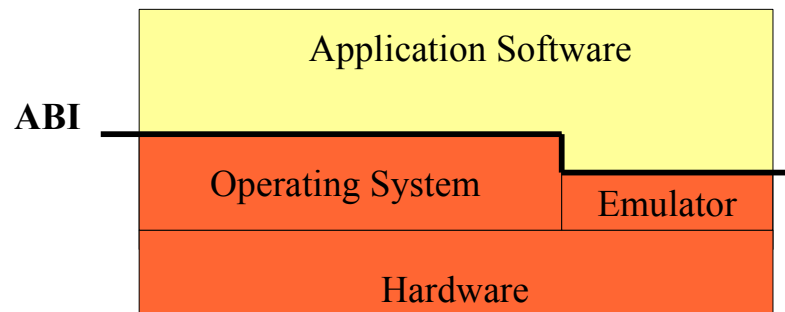 Application Software
ABI
Operating System
Emulator
Hardware